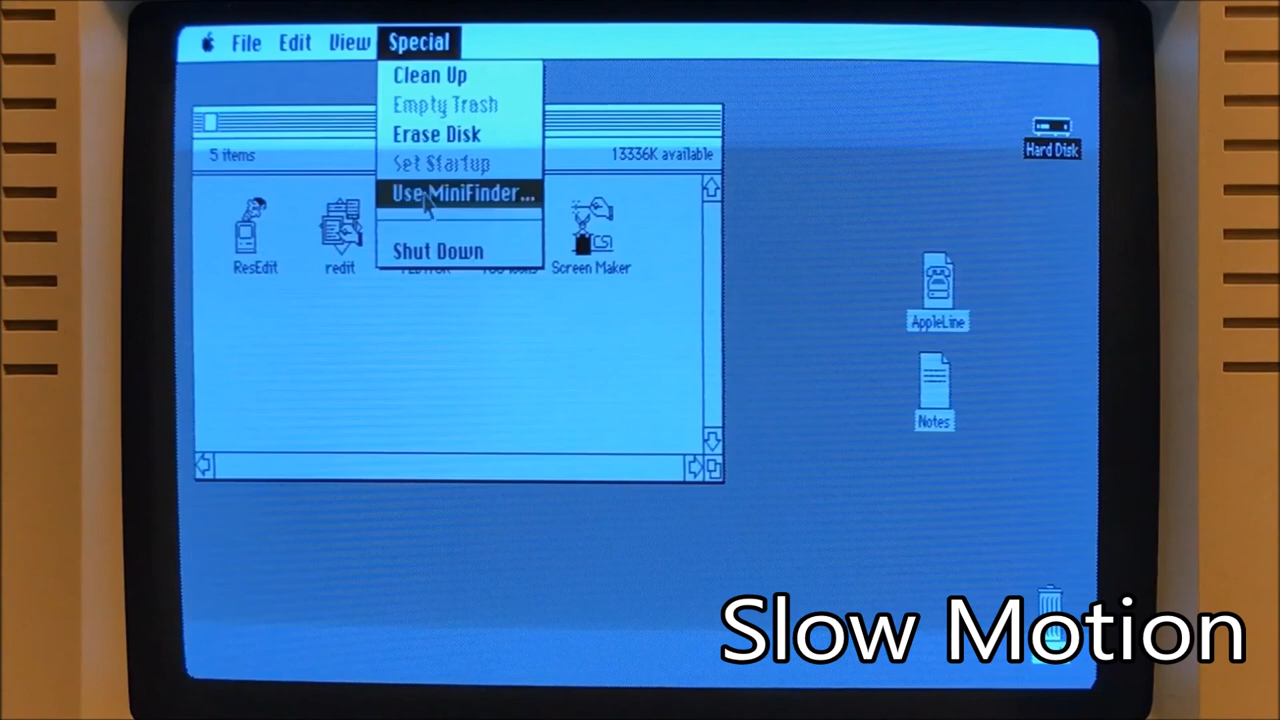 File Edit View Special
Clean Up
Empty Trash
Erase Disk
Set Startup
Use MiniFinder...
Shut Down
5 items
13336K available
Hard Disk
ResEdit
redit
Screen Maker
AppleLine
Notes
Slow Motion